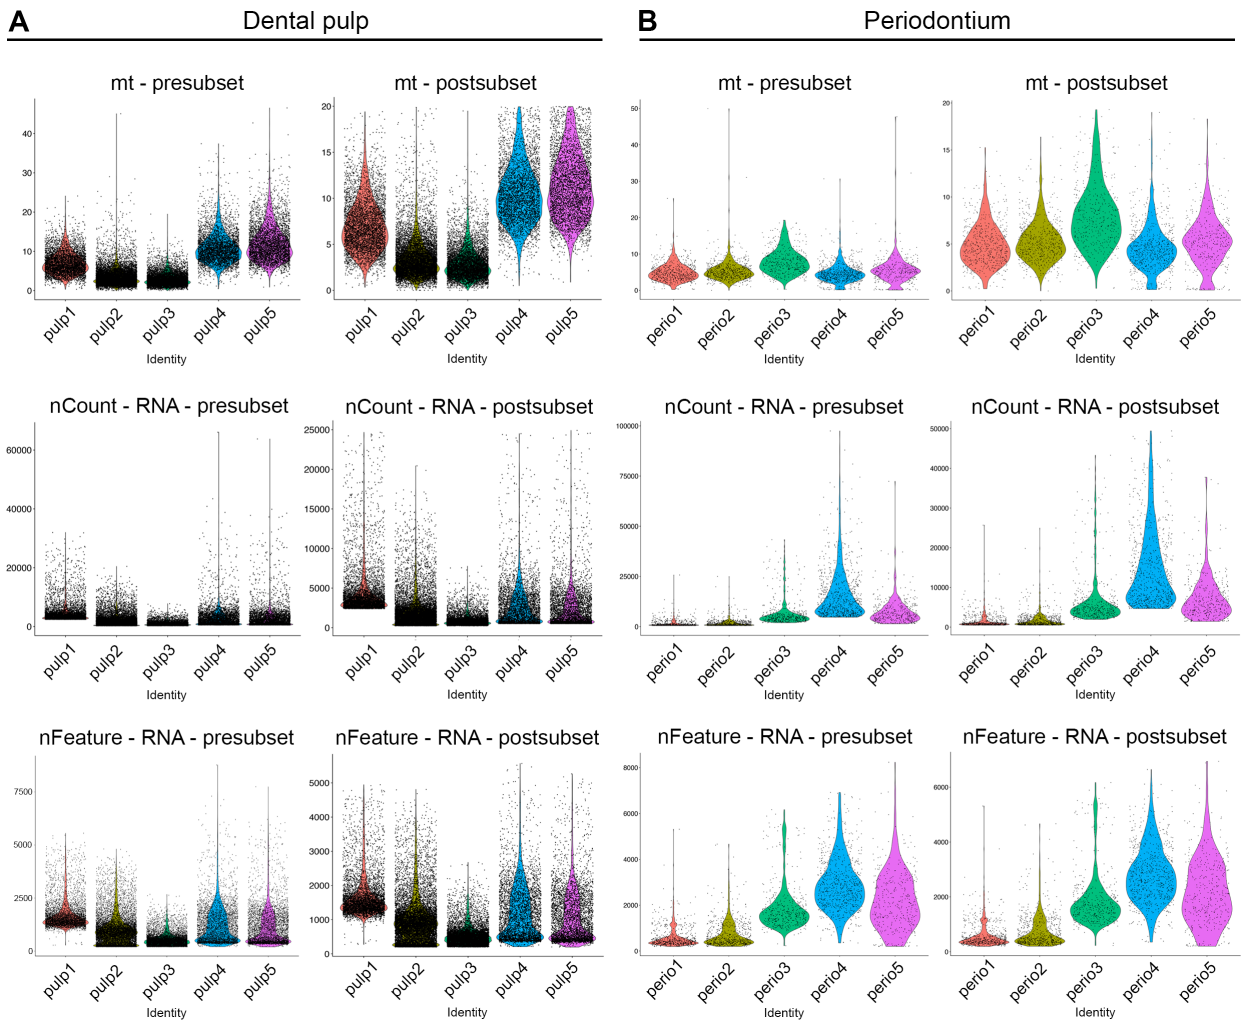 A Dental pulp
B Periodontium
mt - presubset
mt - postsubset
mt - presubset
mt - postsubset
40
30
20
10
0
pulp1 pulp2 pulp3 pulp4 pulp5
Identity
20
15
10
5
0
pulp1 pulp2 pulp3 pulp4 pulp5
Identity
50
40
30
20
10
0
perio1 perio2 perio3 perio4 perio5
Identity
20
15
10
5
0
perio1 perio2 perio3 perio4 perio5
Identity
nCount - RNA - presubset
nCount - RNA - postsubset
nCount - RNA - presubset
nCount - RNA - postsubset
60000
40000
20000
0
pulp1 pulp2 pulp3 pulp4 pulp5
Identity
25000
20000
15000
10000
5000
0
pulp1 pulp2 pulp3 pulp4 pulp5
Identity
100000
75000
50000
25000
0
perio1 perio2 perio3 perio4 perio5
Identity
50000
40000
30000
20000
10000
0
perio1 perio2 perio3 perio4 perio5
Identity
nFeature - RNA - presubset
nFeature - RNA - postsubset
nFeature - RNA - presubset
nFeature - RNA - postsubset
7500
5000
2500
0
pulp1 pulp2 pulp3 pulp4 pulp5
Identity
5000
4000
3000
2000
1000
0
pulp1 pulp2 pulp3 pulp4 pulp5
Identity
8000
6000
4000
2000
0
perio1 perio2 perio3 perio4 perio5
Identity
6000
4000
2000
0
perio1 perio2 perio3 perio4 perio5
Identity